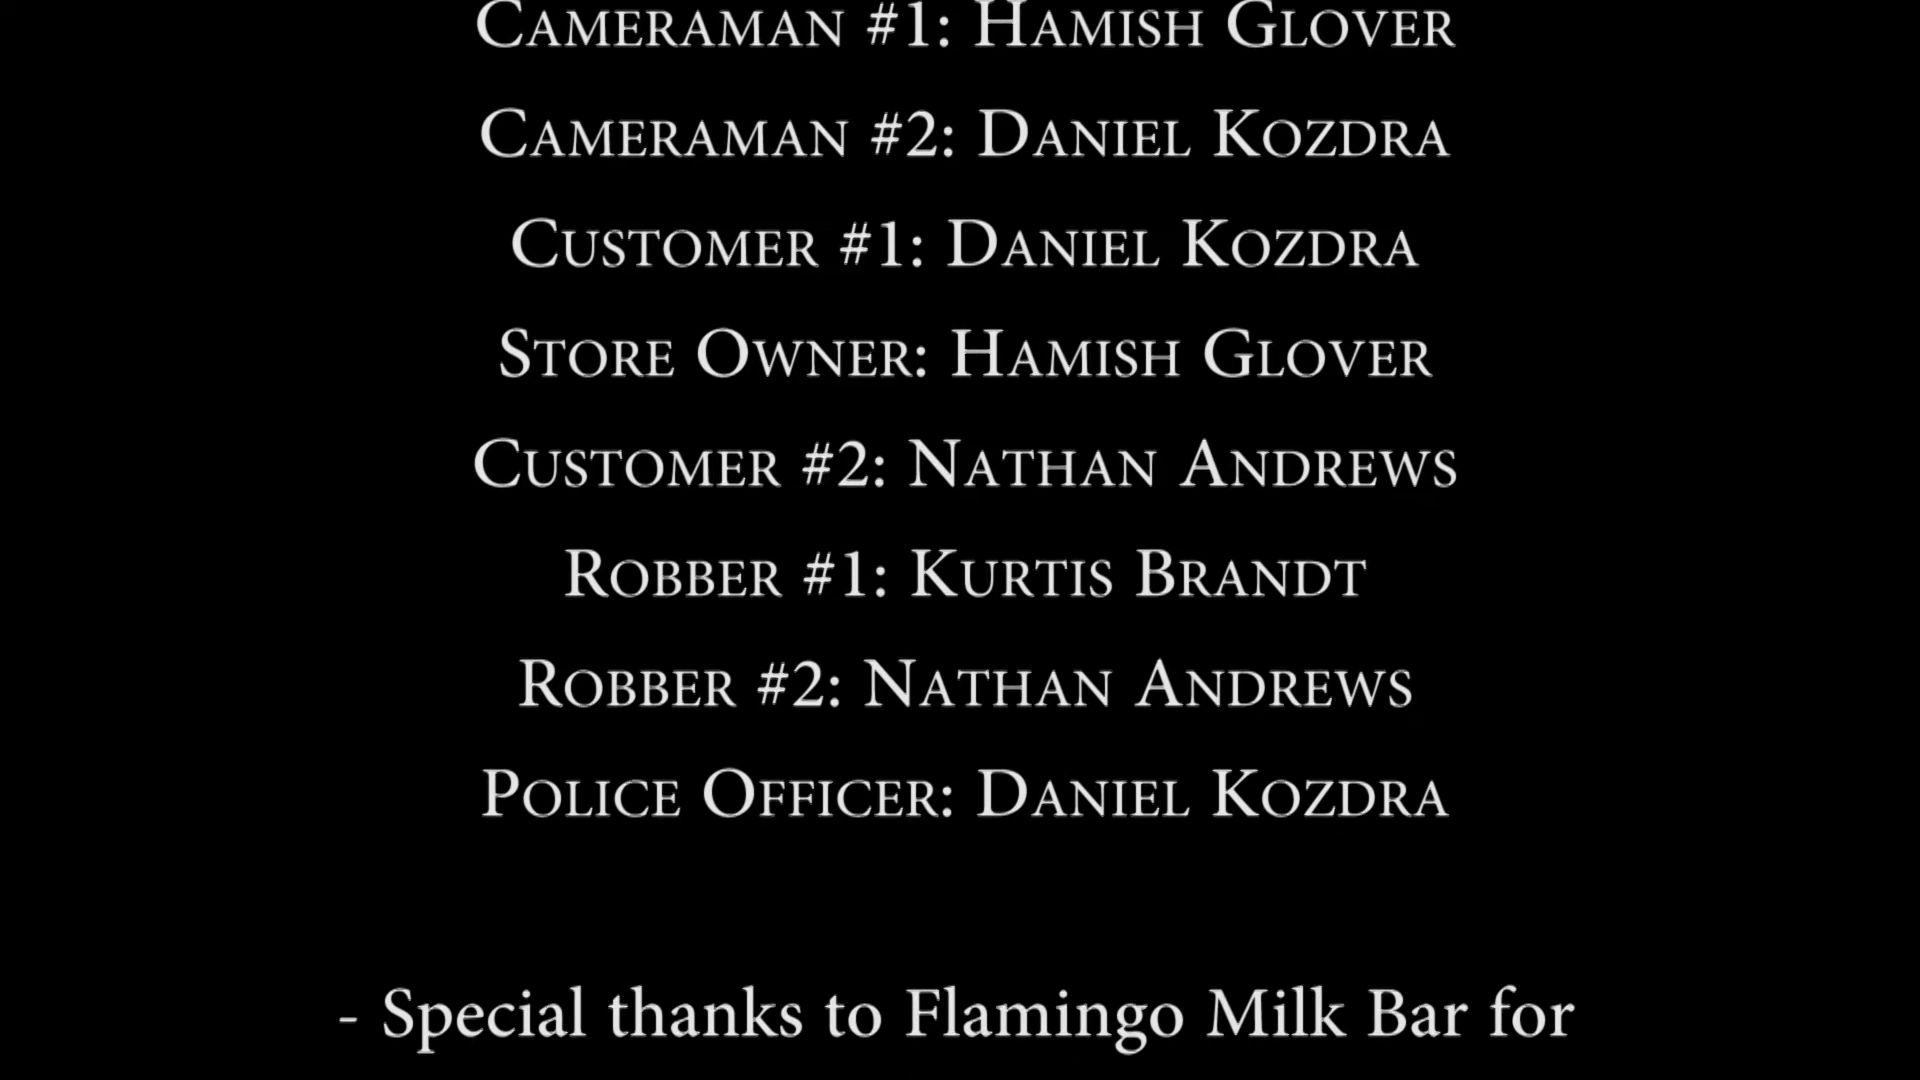 Cameraman #1: Hamish Glover
Cameraman #2: Daniel Kozdra
Customer #1: Daniel Kozdra
Store Owner: Hamish Glover
Customer #2: Nathan Andrews
Robber #1: Kurtis Brandt
Robber #2: Nathan Andrews
Police Officer: Daniel Kozdra
- Special thanks to Flamingo Milk Bar for